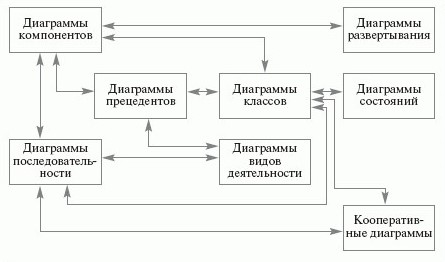 Диаграммы
компонентов
Диаграммы
развертывания
Диаграммы
прецедентов
Диаграммы
классов
Диаграммы
состояний
Диаграммы
последователь-
ности
Диаграммы
видов
деятельности
Кооператив-
ные диаграммы